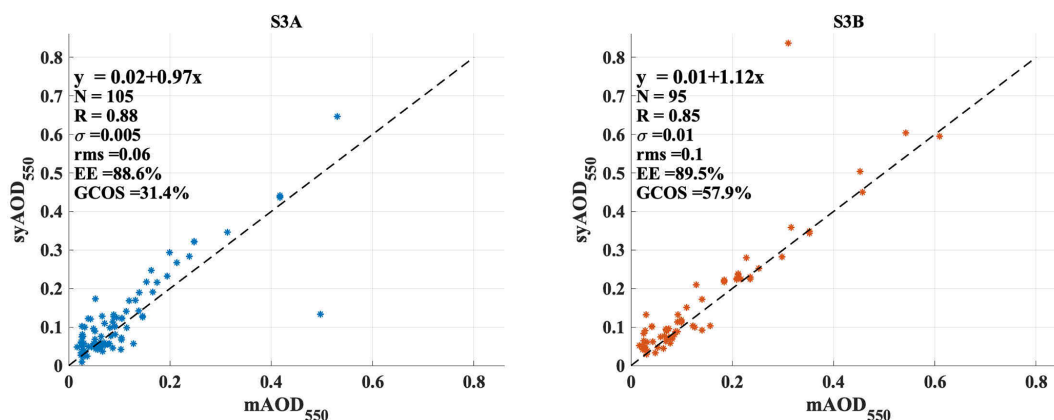 S3A
y = 0.02+0.97x
N = 105
R = 0.88
σ =0.005
rms =0.06
EE =88.6%
GCOS =31.4%
0.8
0.7
0.6
0.5
0.4
0.3
0.2
0.1
0
0 0.2 0.4 0.6 0.8
syAOD550
mAOD550
S3B
y = 0.01+1.12x
N = 95
R = 0.85
σ =0.01
rms =0.1
EE =89.5%
GCOS =57.9%
0.8
0.7
0.6
0.5
0.4
0.3
0.2
0.1
0
0 0.2 0.4 0.6 0.8
syAOD550
mAOD550